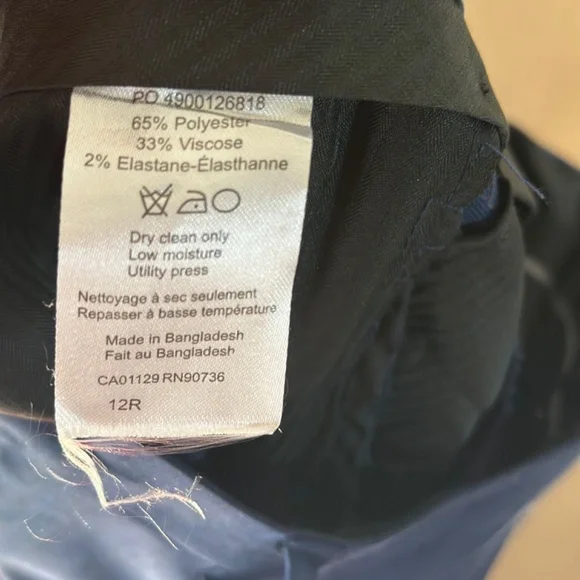 PO 4900126818
65% Polyester
33% Viscose
2% Elastane-Élasthanne
Dry clean only
Low moisture
Utility press
Nettoyage à sec seulement
Repasser à basse température
Made in Bangladesh
Fait au Bangladesh
CA01129 RN90736
12R